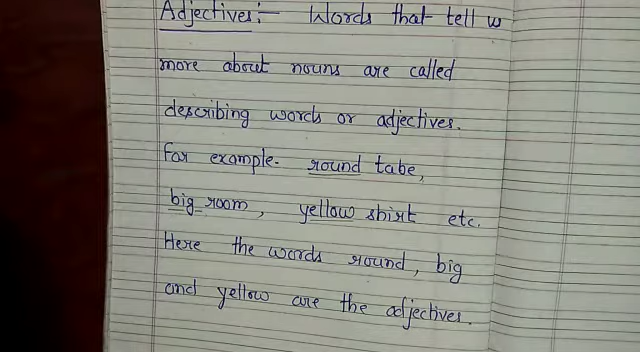 Adjectives:- Words that tell us
more about nouns are called
describing words or adjectives.
For example- round tabe,
big room, yellow shirt etc.
Here the words round, big
and yellow are the adjectives.